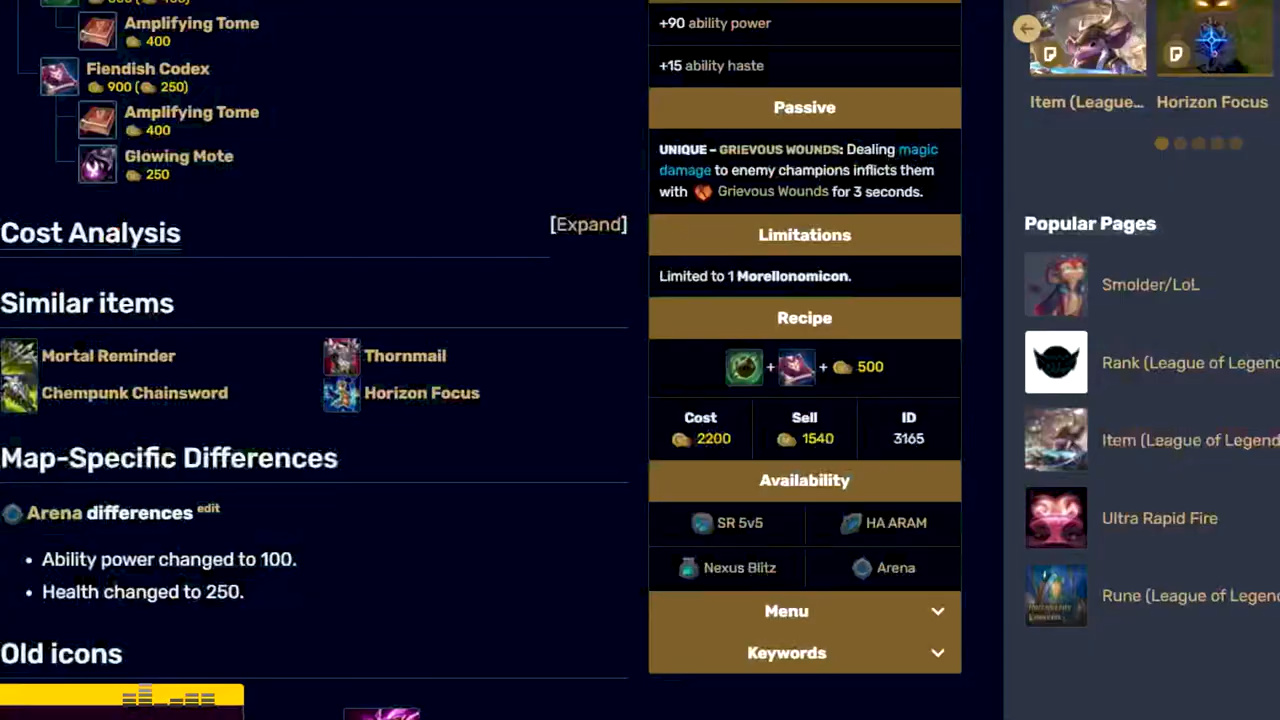 Amplifying Tome
400
Fiendish Codex
900 (250)
Amplifying Tome
400
Glowing Mote
250
Cost Analysis
[Expand]
Similar items
Mortal Reminder
Thornmail
Chempunk Chainsword
Horizon Focus
Map-Specific Differences
Arena differences edit
Ability power changed to 100.
Health changed to 250.
Old icons
+90 ability power
+15 ability haste
Passive
UNIQUE – GRIEVOUS WOUNDS: Dealing magic
damage to enemy champions inflicts them
with Grievous Wounds for 3 seconds.
Limitations
Limited to 1 Morellonomicon.
Recipe
+ + 500
Cost
Sell
ID
2200
1540
3165
Availability
SR 5v5
HA ARAM
Nexus Blitz
Arena
Menu
Keywords
Item (League...
Horizon Focus
Popular Pages
Smolder/LoL
Rank (League of Legen
Item (League of Legend
Ultra Rapid Fire
Rune (League of Legen